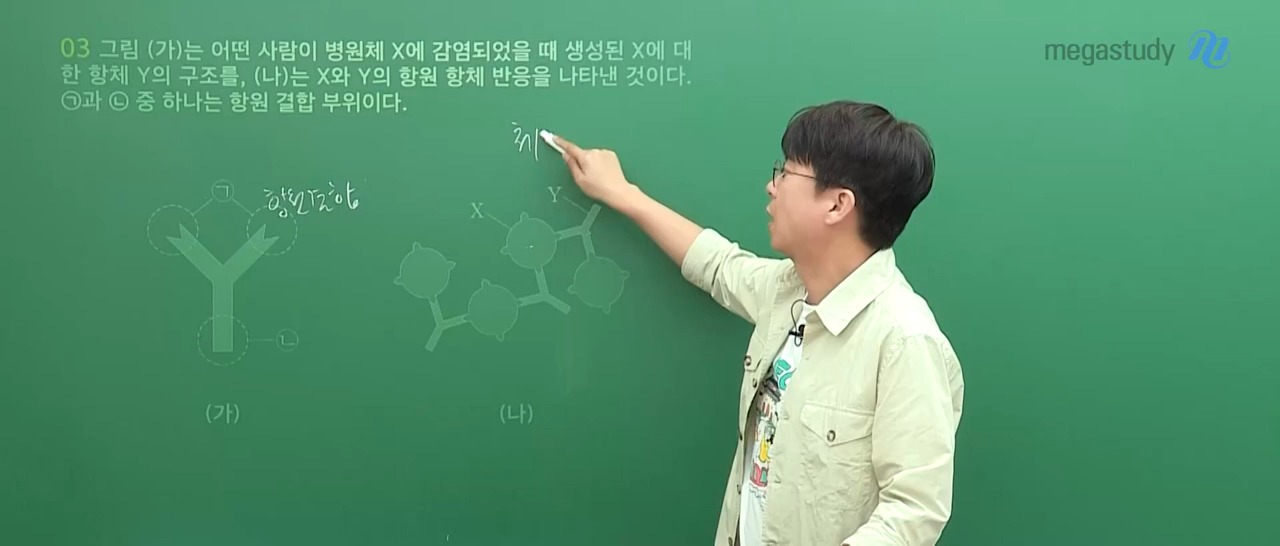 megastudy
03 그림 (가)는 어떤 사람이 병원체 X에 감염되었을 때 생성된 X에 대
한 항체 Y의 구조를, (나)는 X와 Y의 항원 항체 반응을 나타낸 것이다.
㉠과 ㉡ 중 하나는 항원 결합 부위이다.
체
㉠ 항원결합
X
Y
㉡
(가)
(나)